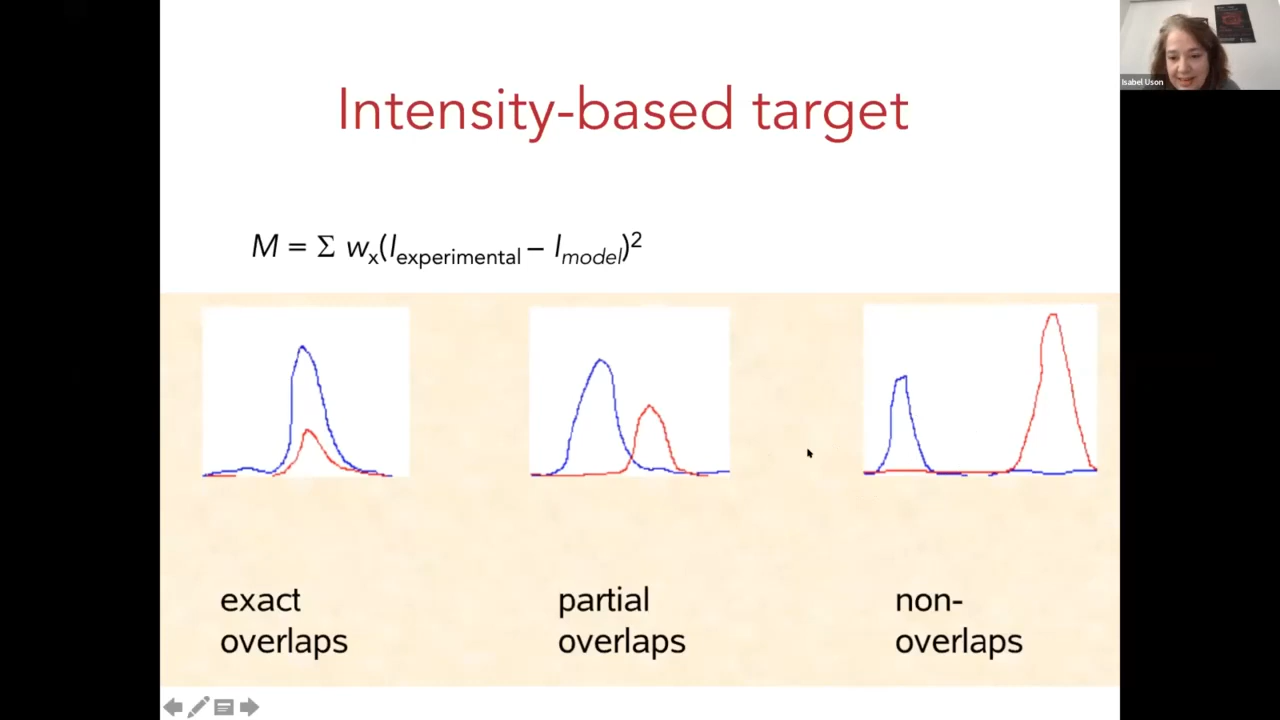 Intensity-based target
M = Σ wx(Iexperimental – Imodel)2
exact
overlaps
partial
overlaps
non-
overlaps
Isabel Uson